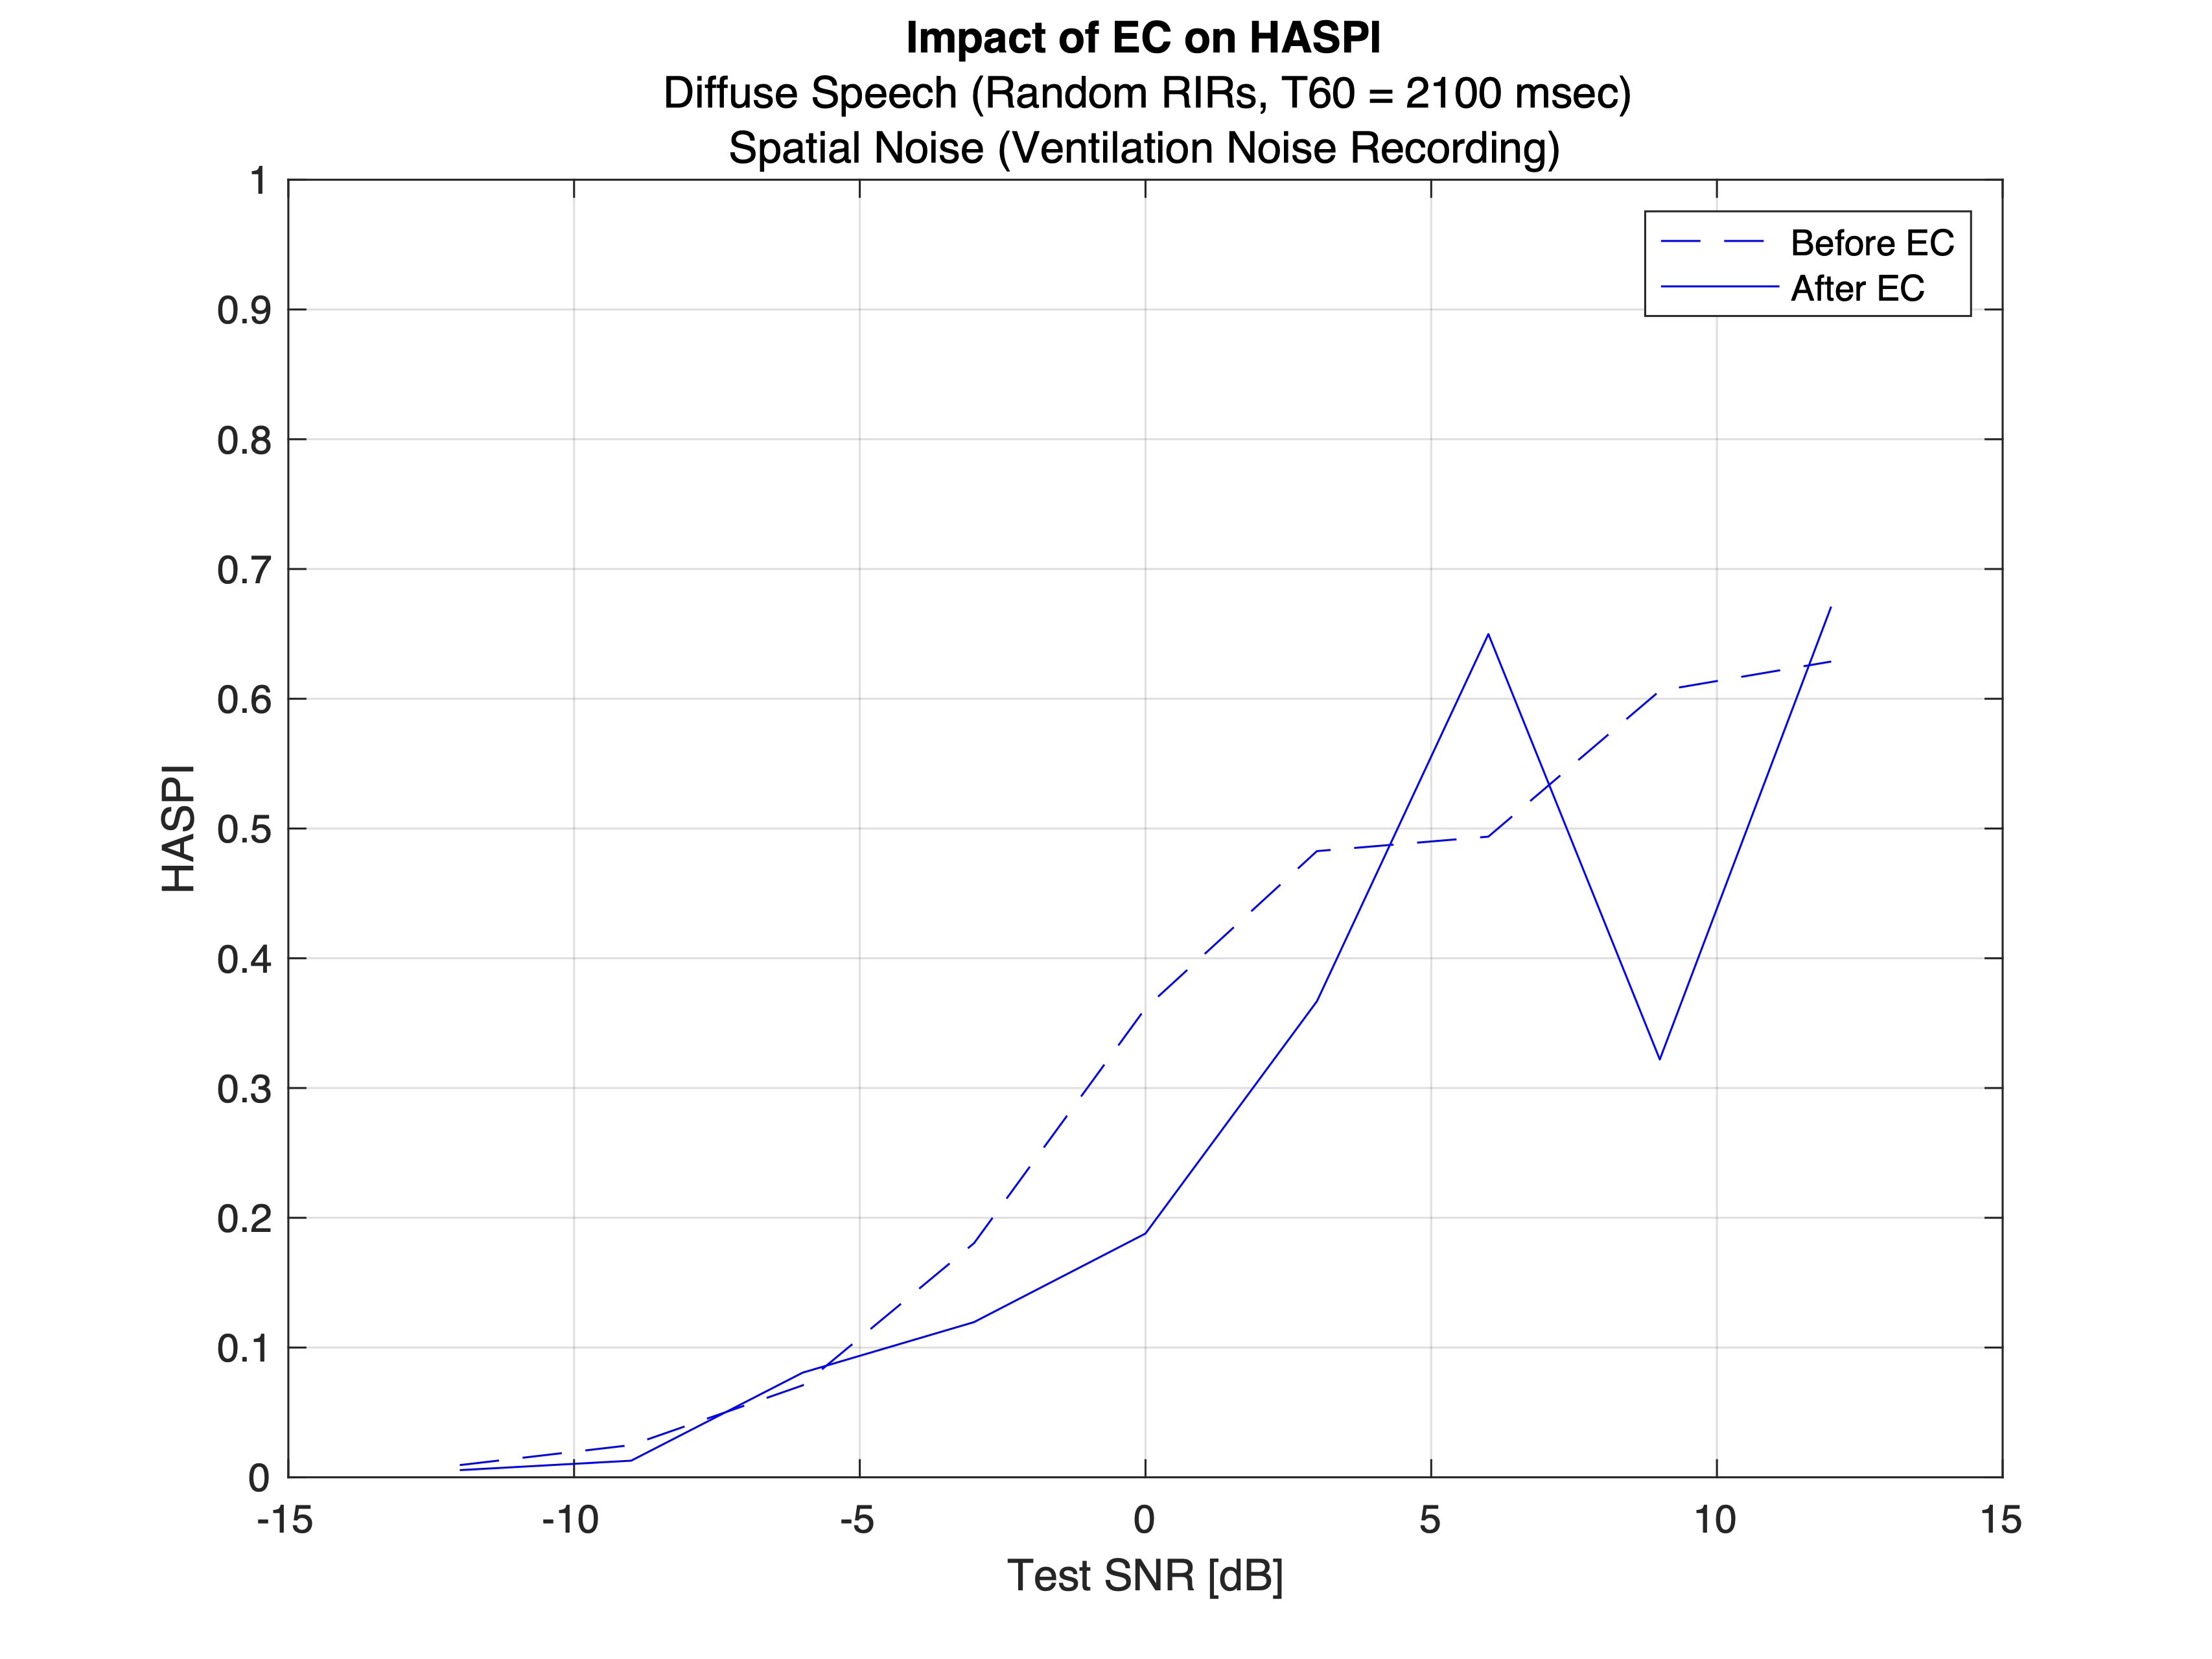 Impact of EC on HASPI
Diffuse Speech (Random RIRs, T60 = 2100 msec)
Spatial Noise (Ventilation Noise Recording)
Before EC
After EC
1
0.9
0.8
0.7
0.6
0.5
0.4
0.3
0.2
0.1
0
HASPI
-15
-10
-5
0
5
10
15
Test SNR [dB]